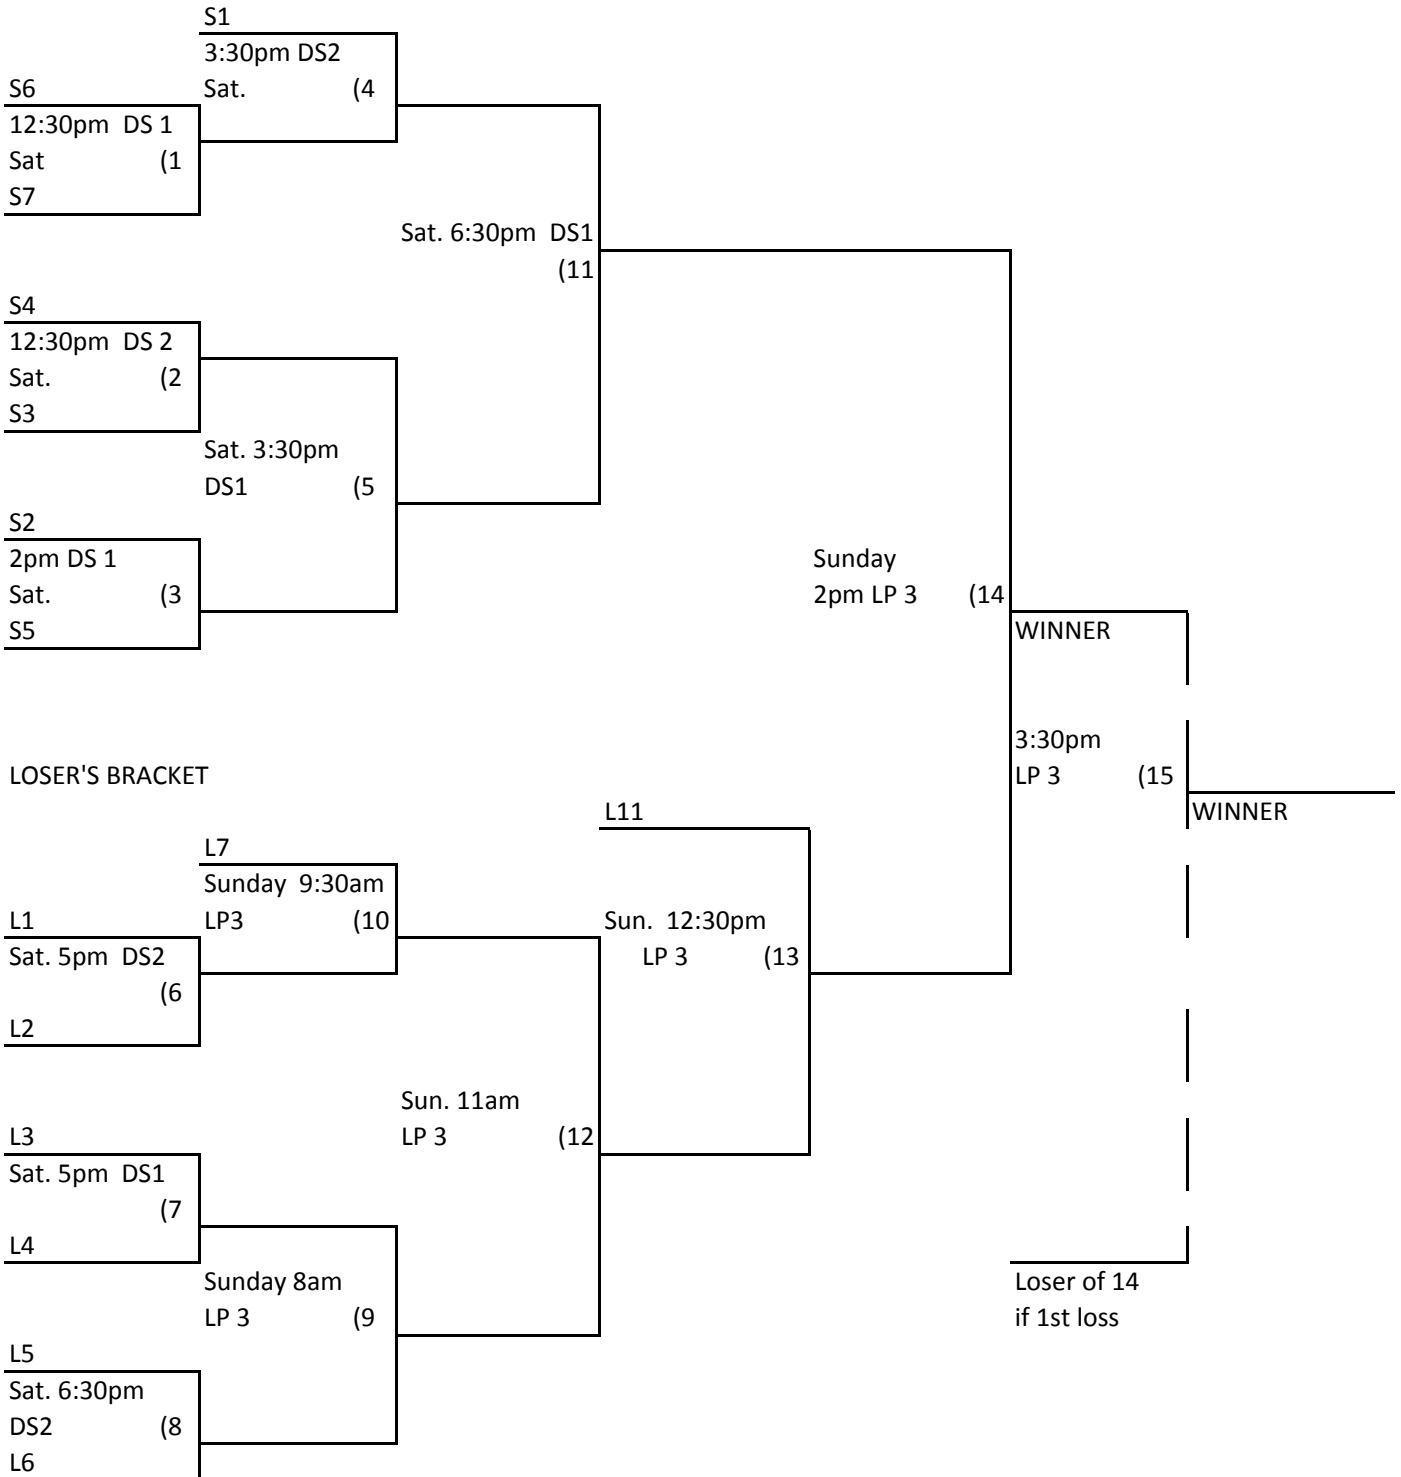 S1
3:30pm DS2
Sat. (4
S6
12:30pm  DS 1
Sat (1
S7
Sat. 6:30pm  DS1
(11
S4
12:30pm  DS 2
Sat. (2
S3
Sat. 3:30pm
DS1 (5
S2
2pm DS 1
Sat. (3
S5
Sunday
2pm LP 3 (14
WINNER
3:30pm
LP 3 (15
WINNER
LOSER'S BRACKET
L11
L7
Sunday  9:30am
LP3 (10
L1
Sat. 5pm  DS2
(6
L2
Sun.  12:30pm
LP 3 (13
Sun. 11am
LP 3 (12
L3
Sat. 5pm  DS1
(7
L4
Sunday 8am
LP 3 (9
Loser of 14
if 1st loss
L5
Sat. 6:30pm
DS2 (8
L6